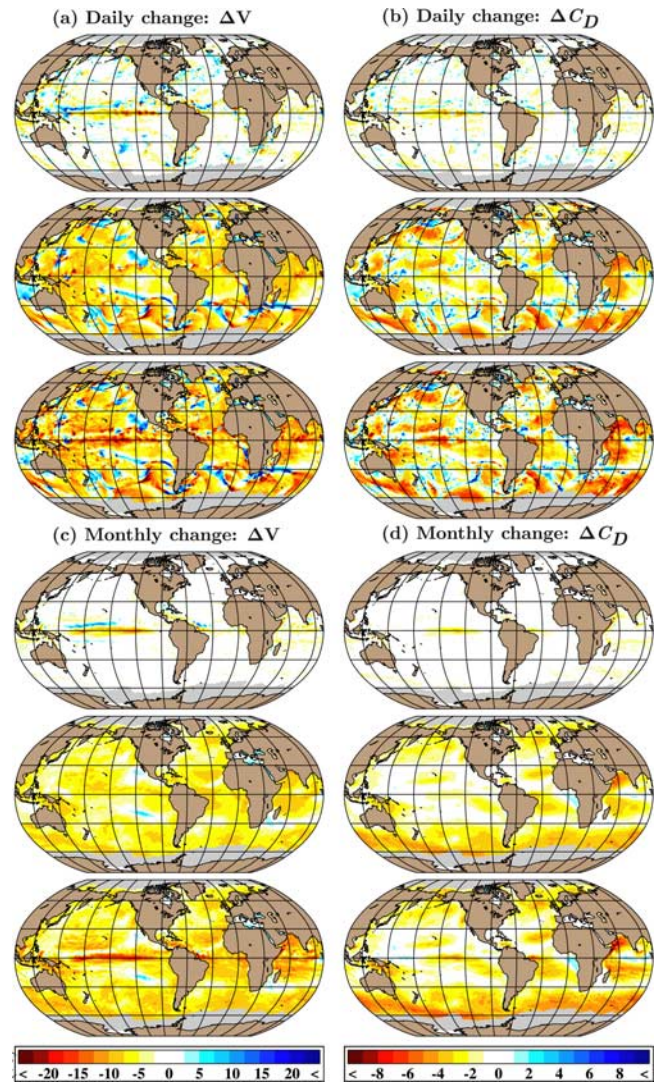 (a) Daily change: ΔV
(b) Daily change: ΔC_D
(c) Monthly change: ΔV
(d) Monthly change: ΔC_D
< -20 -15 -10 -5 0 5 10 15 20 <
< -8 -6 -4 -2 0 2 4 6 8 <